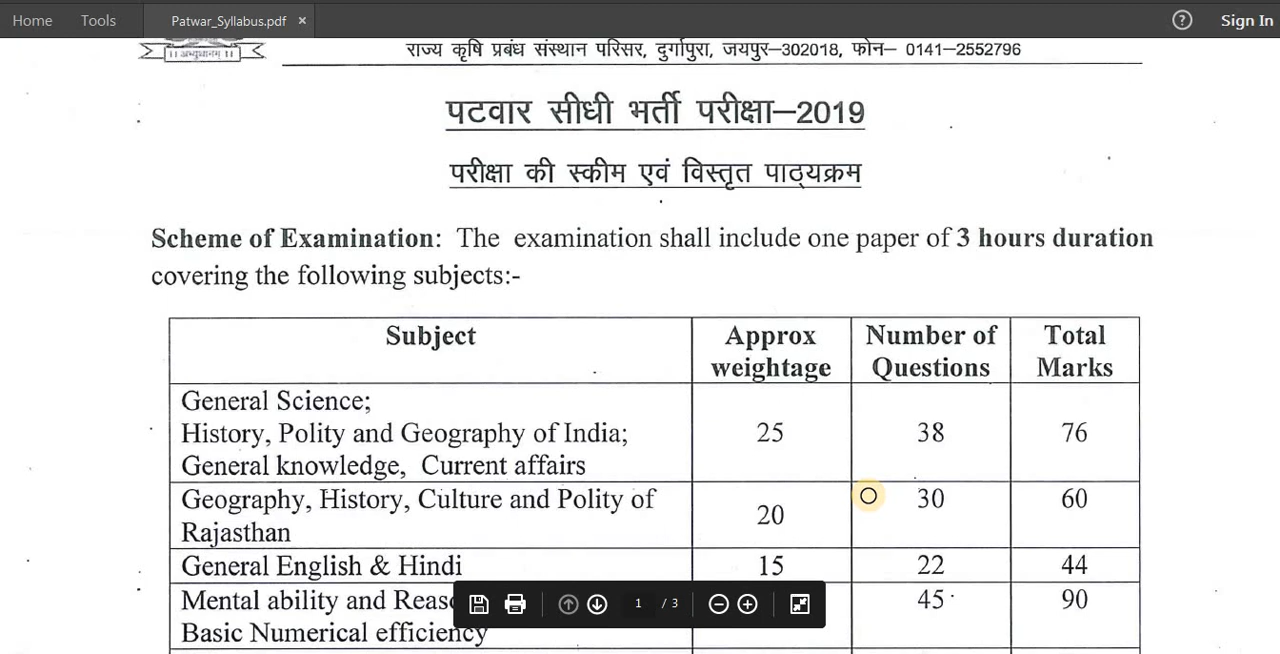 Home Tools Patwar_Syllabus.pdf × ? Sign In
राज्य कृषि प्रबंध संस्थान परिसर, दुर्गापुरा, जयपुर–302018, फोन– 0141–2552796
पटवार सीधी भर्ती परीक्षा–2019
परीक्षा की स्कीम एवं विस्तृत पाठ्यक्रम
Scheme of Examination: The examination shall include one paper of 3 hours duration
covering the following subjects:-
Subject Approx weightage Number of Questions Total Marks
General Science;
History, Polity and Geography of India; 25 38 76
General knowledge, Current affairs
Geography, History, Culture and Polity of Rajasthan 20 30 60
General English & Hindi 15 22 44
Mental ability and 45 90
Basic Numerical efficiency
1 / 3